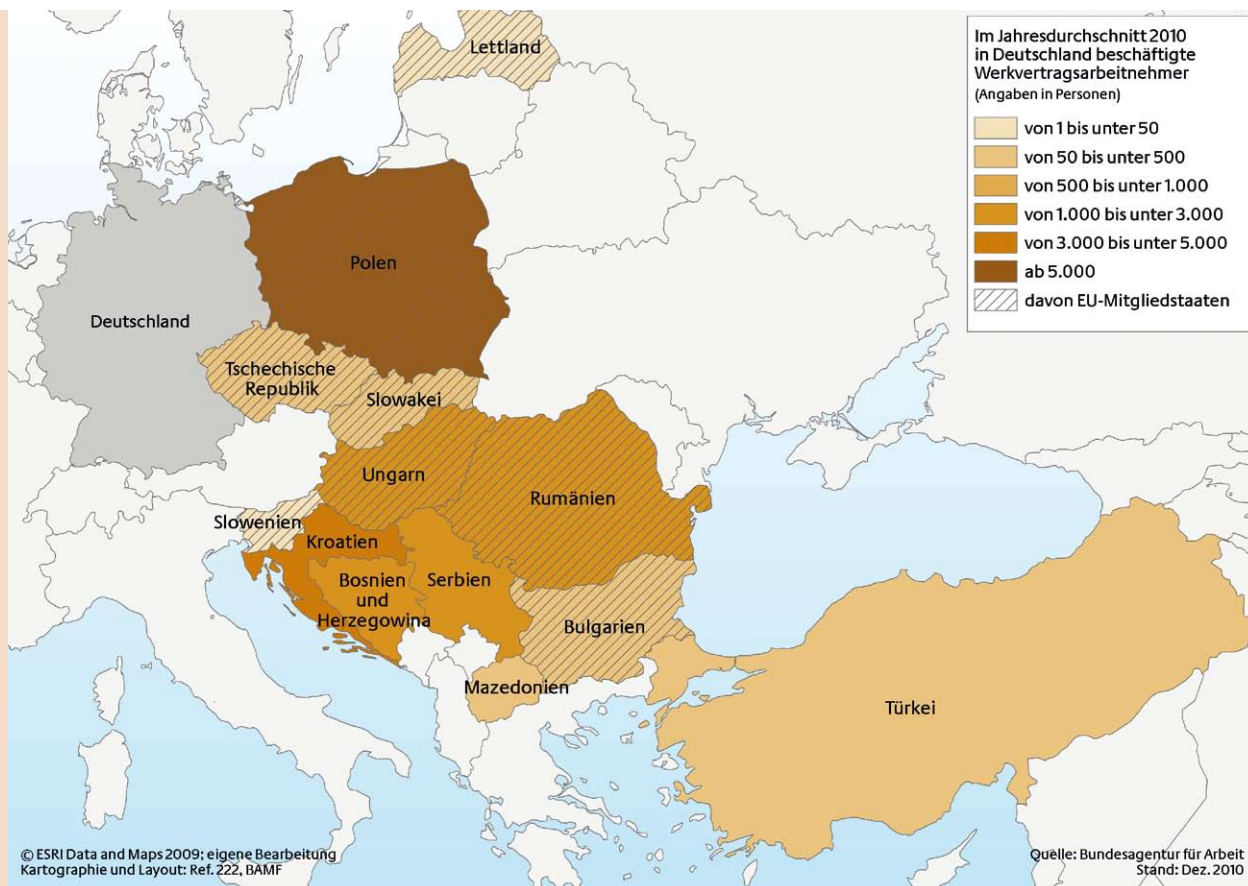 Im Jahresdurchschnitt 2010
in Deutschland beschäftigte
Werkvertragsarbeitnehmer
(Angaben in Personen)
von 1 bis unter 50
von 50 bis unter 500
von 500 bis unter 1.000
von 1.000 bis unter 3.000
von 3.000 bis unter 5.000
ab 5.000
davon EU-Mitgliedstaaten
Lettland
Polen
Deutschland
Tschechische
Republik
Slowakei
Ungarn
Rumänien
Slowenien
Kroatien
Bosnien
und
Herzegowina
Serbien
Bulgarien
Mazedonien
Türkei
© ESRI Data and Maps 2009; eigene Bearbeitung
Kartographie und Layout: Ref. 222, BAMF
Quelle: Bundesagentur für Arbeit
Stand: Dez. 2010